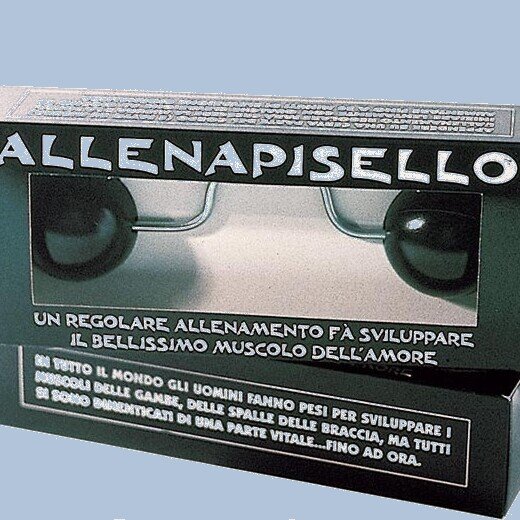 ALLENAPISELLO
UN REGOLARE ALLENAMENTO FÀ SVILUPPARE
IL BELLISSIMO MUSCOLO DELL'AMORE
IN TUTTO IL MONDO GLI UOMINI FANNO PESI PER SVILUPPARE I
MUSCOLI DELLE GAMBE, DELLE SPALLE DELLE BRACCIA, MA TUTTI
SI SONO DIMENTICATI DI UNA PARTE VITALE...FINO AD ORA.